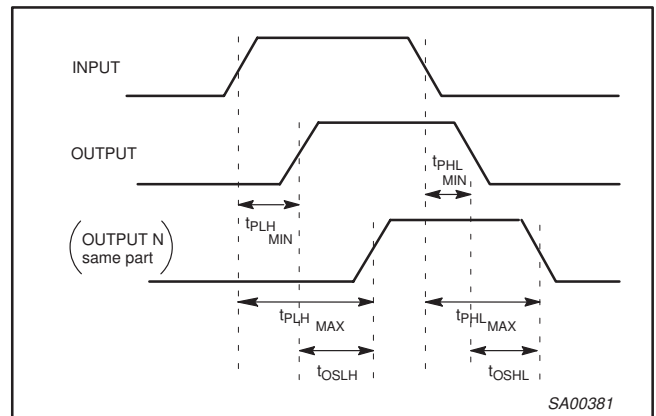 INPUT
OUTPUT
tPHL
MIN
tPLH
MIN
(OUTPUT N
same part)
tPLH
MAX
tPHL
MAX
tOSLH
tOSHL
SA00381